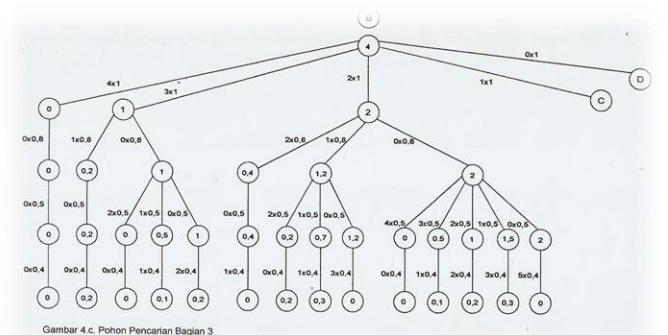 B
4
0x1
4x1
3x1
2x1
1x1
D
C
0
1
2
0x0,8
1x0,8
0x0,8
2x0,8
1x0,8
0x0,8
0
0,2
1
0,4
1,2
2
0x0,5
0x0,5
2x0,5
1x0,5
0x0,5
0x0,5
2x0,5
1x0,5
0x0,5
4x0,5
3x0,5
2x0,5
1x0,5
0x0,5
0
0,2
0
0,5
1
0,4
0,2
0,7
1,2
0
0.5
1
1,5
2
0x0,4
0x0,4
0x0,4
1x0,4
2x0,4
1x0,4
0x0,4
1x0,4
3x0,4
0x0,4
1x0,4
2x0,4
3x0,4
5x0,4
0
0,2
0
0,1
0,2
0
0,2
0,3
0
0
0,1
0,2
0,3
0
Gambar 4.c. Pohon Pencarian Bagian 3